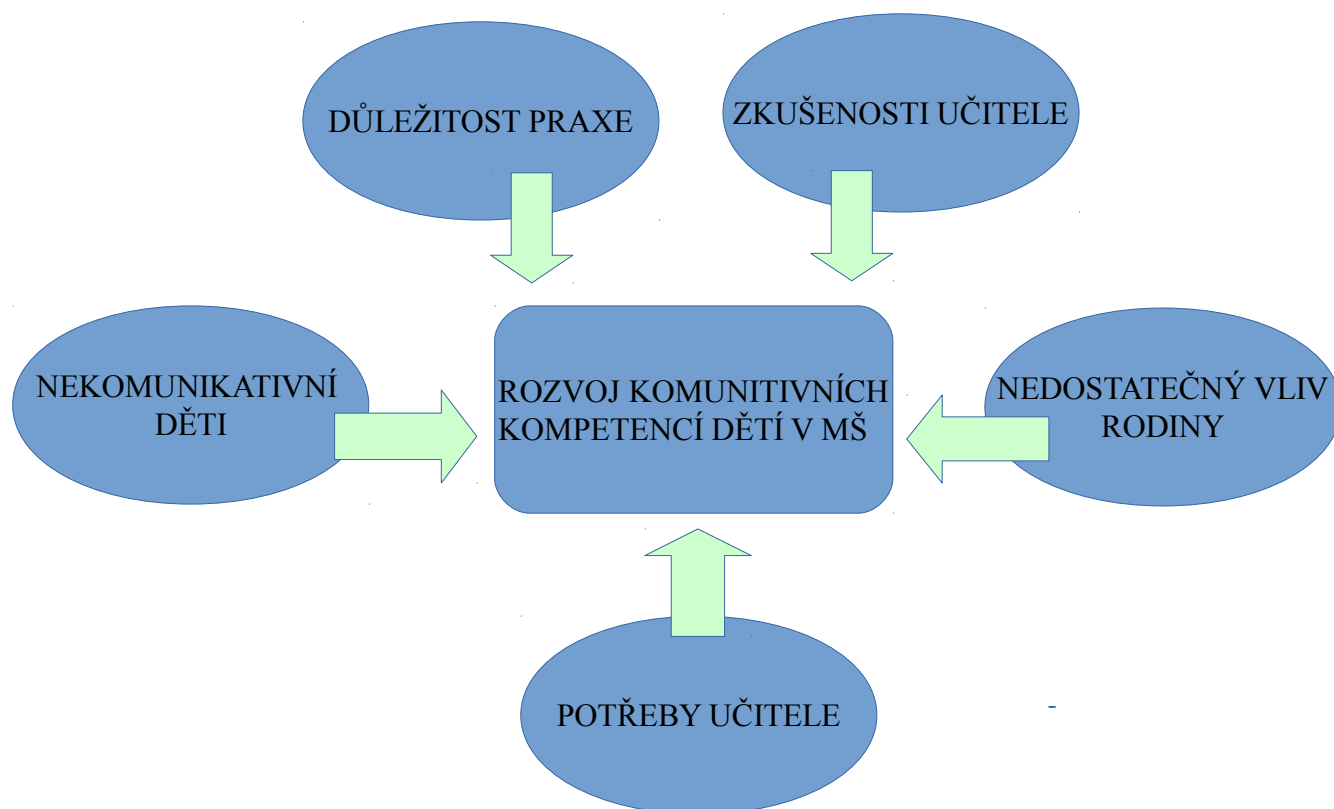 DŮLEŽITOST PRAXE
ZKUŠENOSTI UČITELE
NEKOMUNIKATIVNÍ
DĚTI
ROZVOJ KOMUNITIVNÍCH
KOMPETENCÍ DĚTÍ V MŠ
NEDOSTATEČNÝ VLIV
RODINY
POTŘEBY UČITELE
-